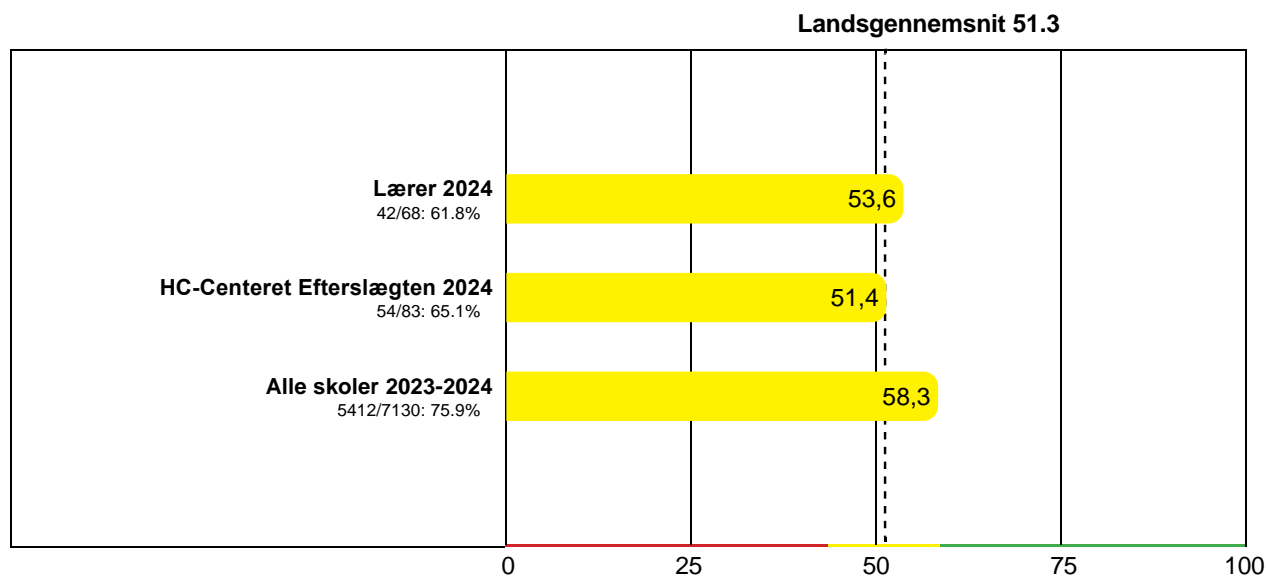 Landsgennemsnit 51.3
Lærer 2024
42/68: 61.8%
53,6
HC-Centeret Efterslægten 2024
54/83: 65.1%
51,4
Alle skoler 2023-2024
5412/7130: 75.9%
58,3
0 25 50 75 100